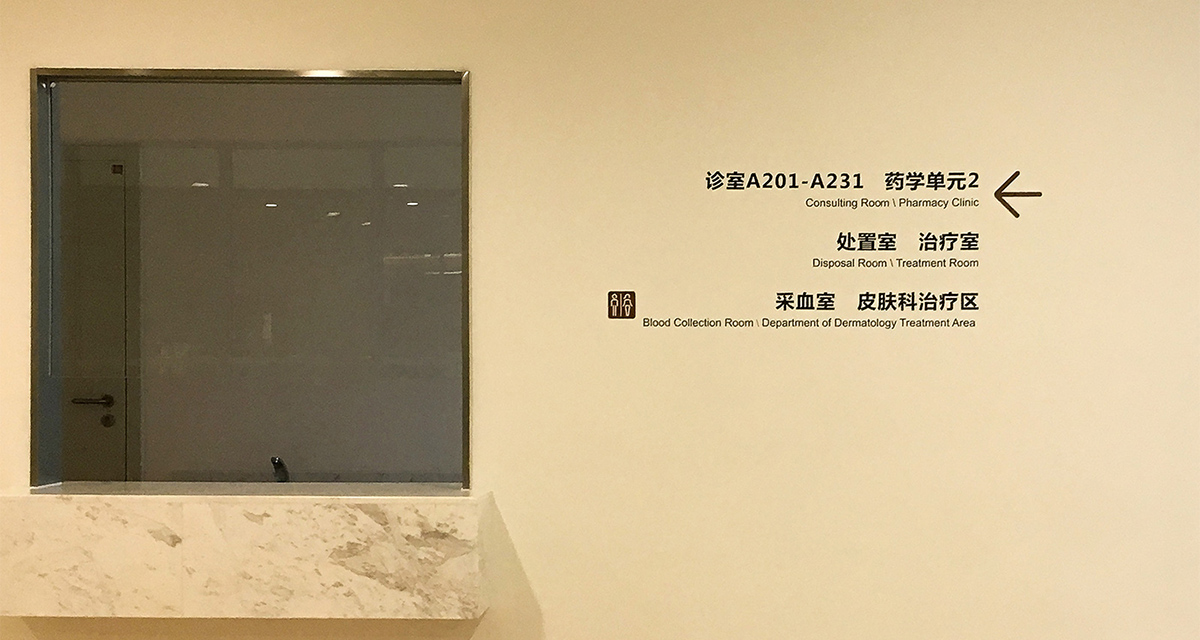 诊室A201-A231 药学单元2
Consulting Room \ Pharmacy Clinic
处置室 治疗室
Disposal Room \ Treatment Room
采血室 皮肤科治疗区
Blood Collection Room \ Department of Dermatology Treatment Area